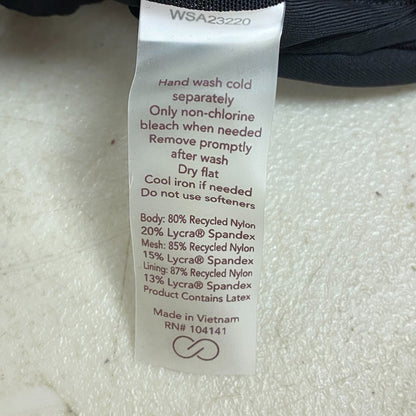 WSA23220
Hand wash cold
separately
Only non-chlorine
bleach when needed
Remove promptly
after wash
Dry flat
Cool iron if needed
Do not use softeners
Body: 80% Recycled Nylon
20% Lycra® Spandex
Mesh: 85% Recycled Nylon
15% Lycra® Spandex
Lining: 87% Recycled Nylon
13% Lycra® Spandex
Product Contains Latex
Made in Vietnam
RN# 104141